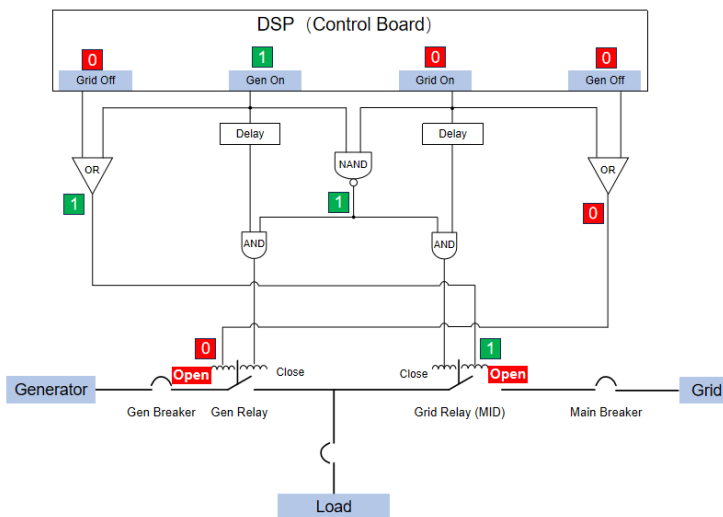 DSP（Control Board）
0
1
0
0
Grid Off
Gen On
Grid On
Gen Off
Delay
Delay
NAND
OR
OR
1
1
0
AND
AND
0
1
Open
Close
Close
Open
Generator
Grid
Gen Breaker
Gen Relay
Grid Relay (MID)
Main Breaker
Load